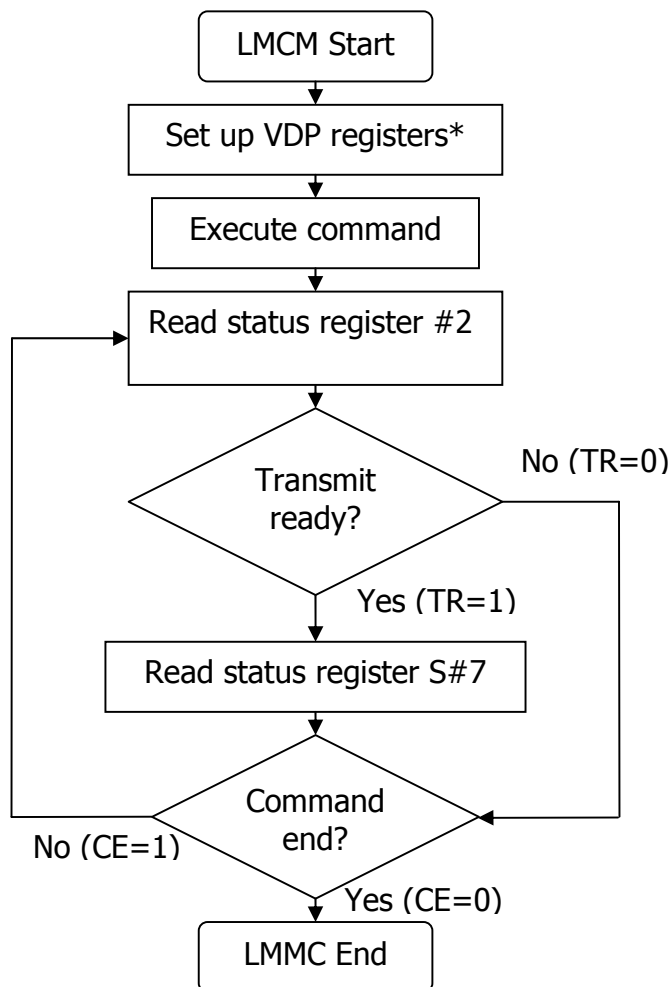 LMCM Start
Set up VDP registers*
Execute command
Read status register #2
Transmit
ready?
No (TR=0)
Yes (TR=1)
Read status register S#7
Command
end?
No (CE=1)
Yes (CE=0)
LMMC End